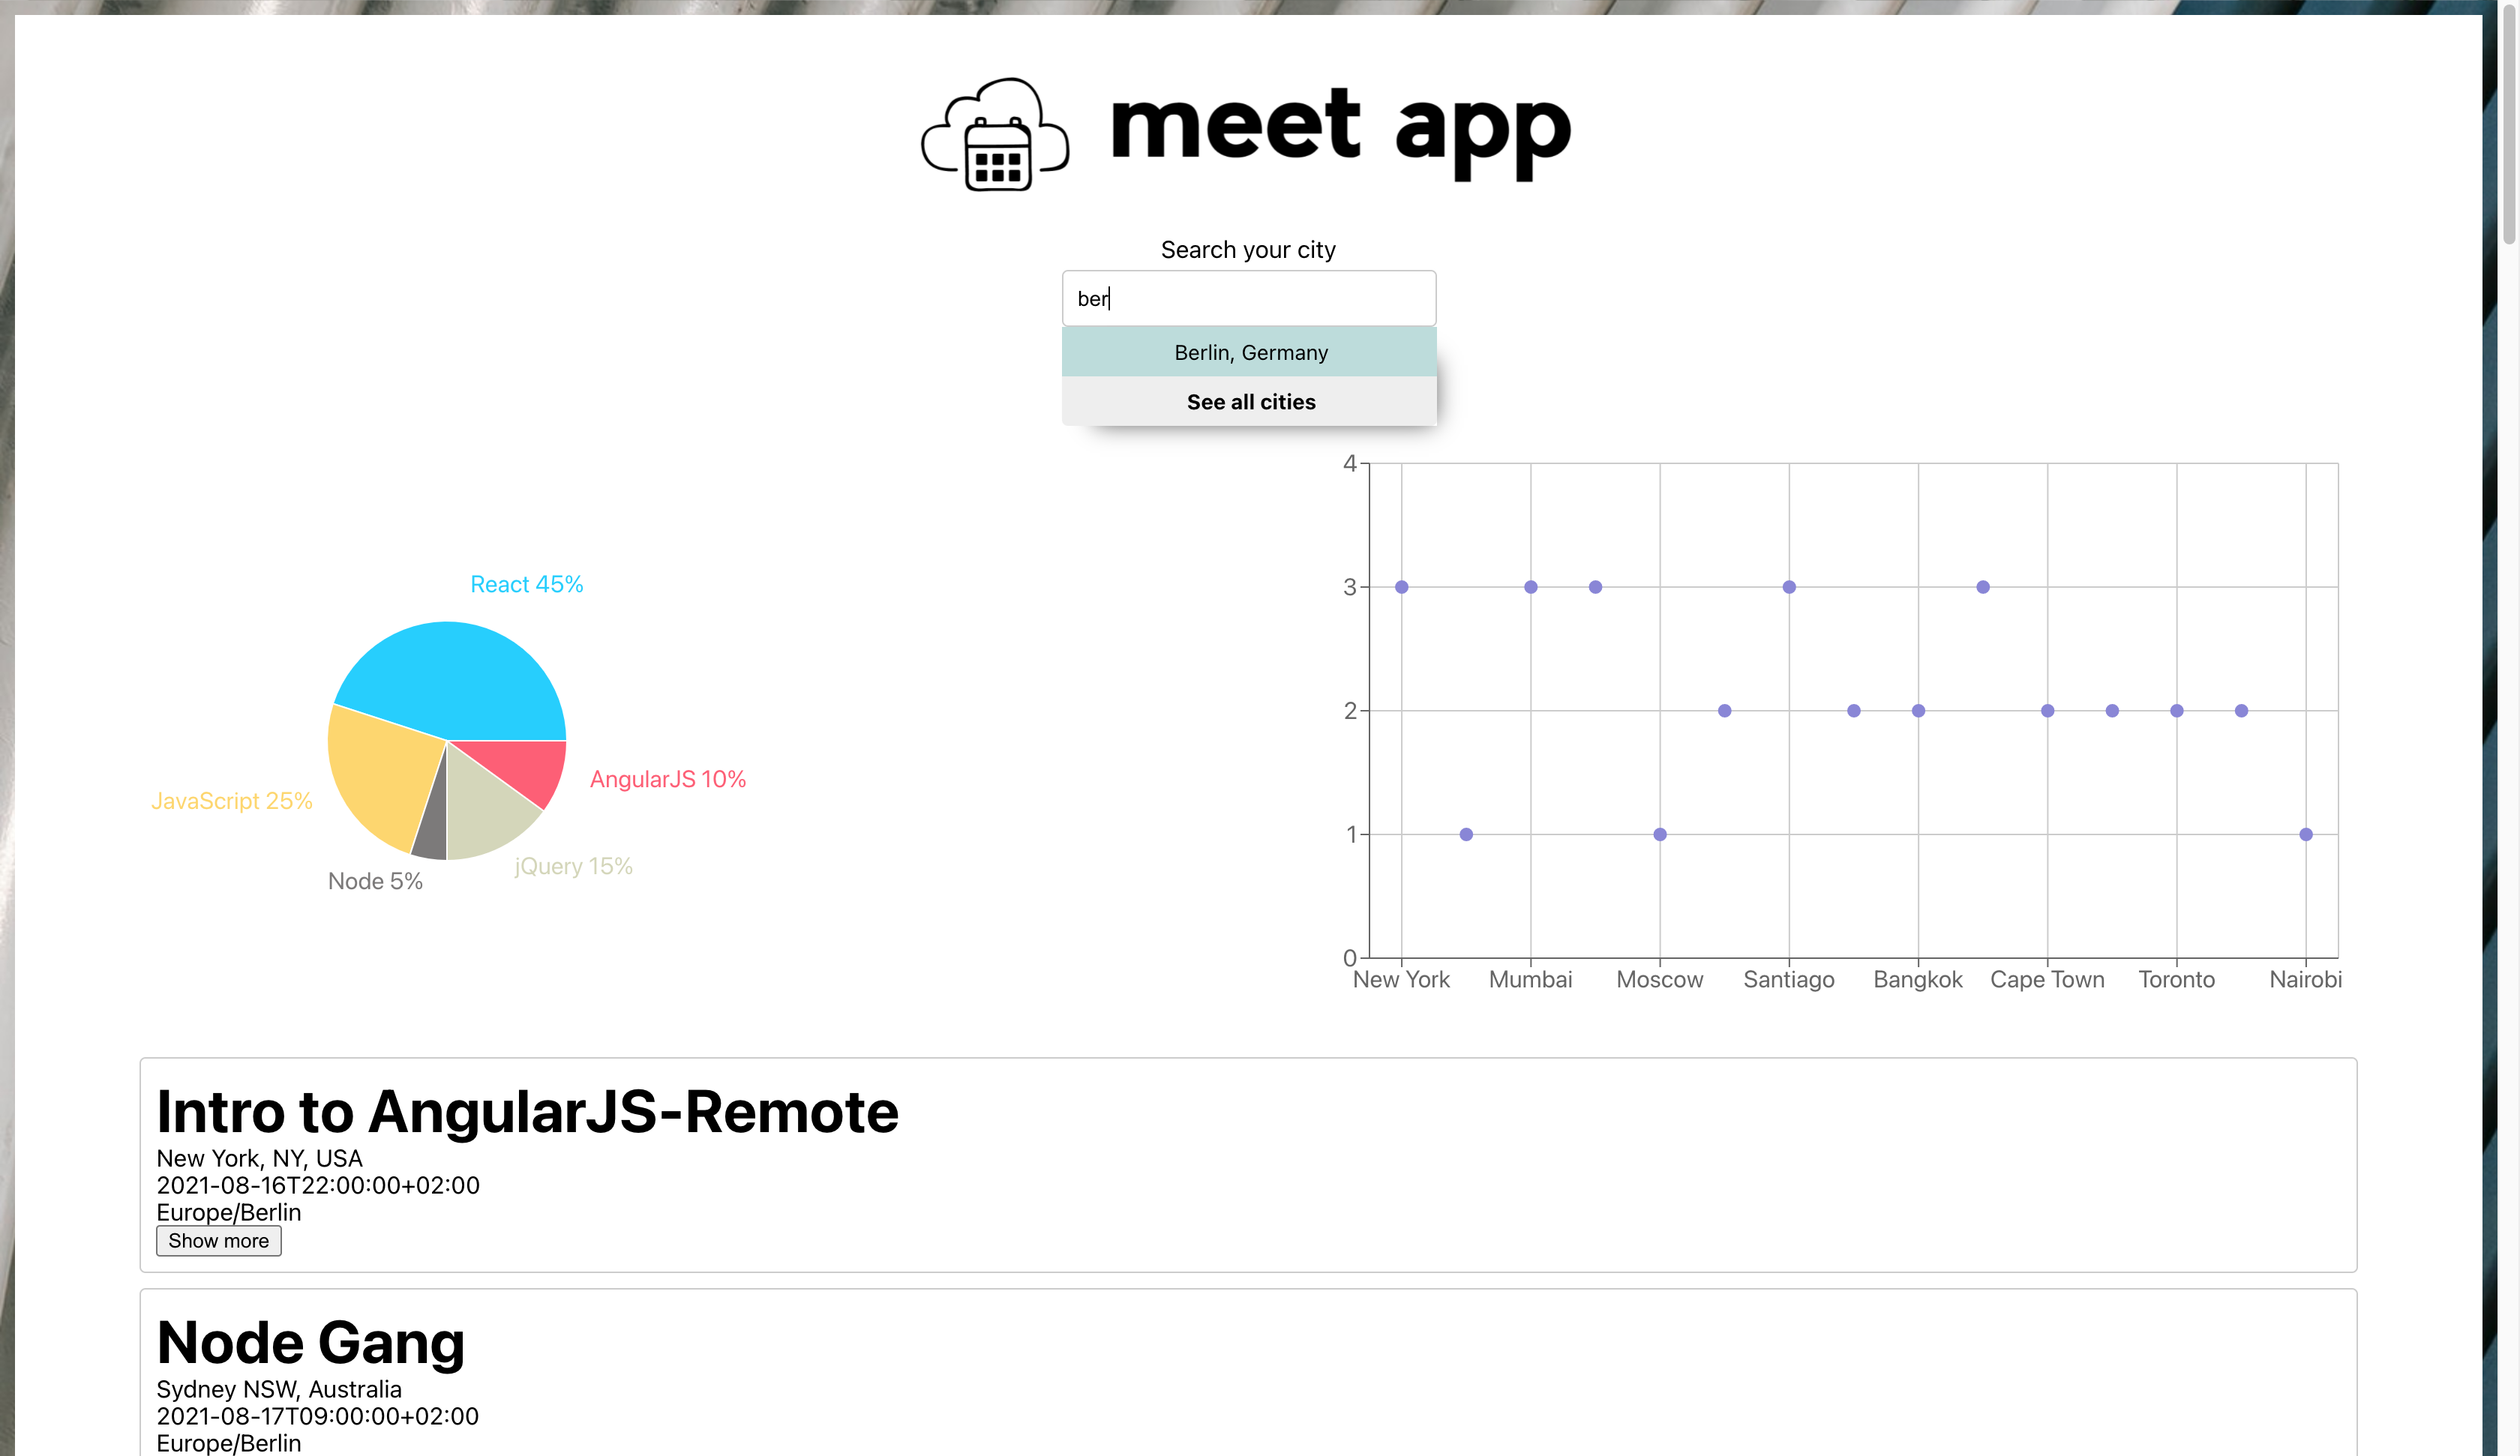 meet app
Search your city
ber
Berlin, Germany
See all cities
React 45%
AngularJS 10%
JavaScript 25%
jQuery 15%
Node 5%
4
3
2
1
0
New York Mumbai Moscow Santiago Bangkok Cape Town Toronto Nairobi
Intro to AngularJS-Remote
New York, NY, USA
2021-08-16T22:00:00+02:00
Europe/Berlin
Show more
Node Gang
Sydney NSW, Australia
2021-08-17T09:00:00+02:00
Europe/Berlin